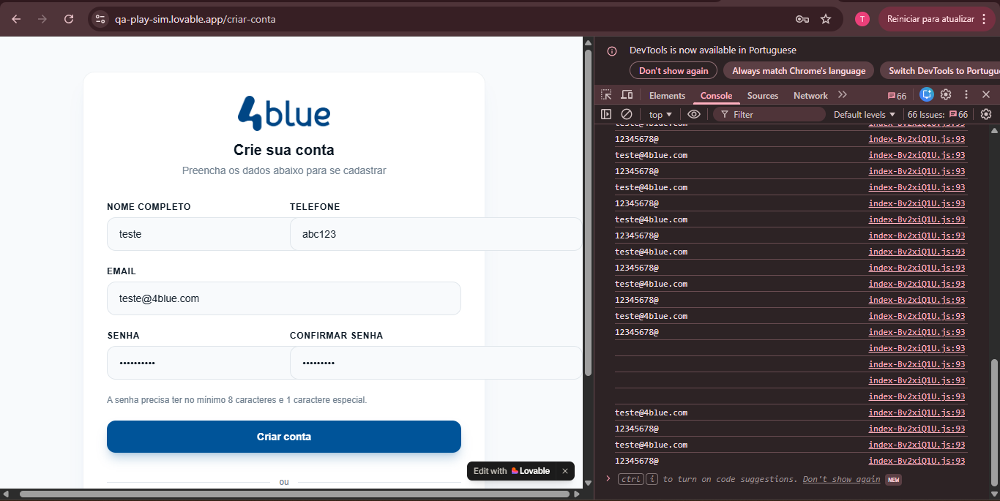 qa-play-sim.lovable.app/criar-conta
T
Reiniciar para atualizar
4blue
Crie sua conta
Preencha os dados abaixo para se cadastrar
NOME COMPLETO TELEFONE
teste abc123
EMAIL
teste@4blue.com
SENHA CONFIRMAR SENHA
•••••••••• •••••••••
A senha precisa ter no mínimo 8 caracteres e 1 caractere especial.
Criar conta
Edit with Lovable
ou
DevTools is now available in Portuguese
Don't show again Always match Chrome's language Switch DevTools to Portugu
Elements Console Sources Network 66
top Filter Default levels 66 Issues: 66
teste@4blue.com index-Bv2xiQ1U.js:93
12345678@ index-Bv2xiQ1U.js:93
teste@4blue.com index-Bv2xiQ1U.js:93
12345678@ index-Bv2xiQ1U.js:93
teste@4blue.com index-Bv2xiQ1U.js:93
12345678@ index-Bv2xiQ1U.js:93
teste@4blue.com index-Bv2xiQ1U.js:93
12345678@ index-Bv2xiQ1U.js:93
teste@4blue.com index-Bv2xiQ1U.js:93
12345678@ index-Bv2xiQ1U.js:93
teste@4blue.com index-Bv2xiQ1U.js:93
12345678@ index-Bv2xiQ1U.js:93
teste@4blue.com index-Bv2xiQ1U.js:93
12345678@ index-Bv2xiQ1U.js:93
index-Bv2xiQ1U.js:93
index-Bv2xiQ1U.js:93
index-Bv2xiQ1U.js:93
index-Bv2xiQ1U.js:93
teste@4blue.com index-Bv2xiQ1U.js:93
12345678@ index-Bv2xiQ1U.js:93
teste@4blue.com index-Bv2xiQ1U.js:93
12345678@ index-Bv2xiQ1U.js:93
ctrl i to turn on code suggestions. Don't show again NEW